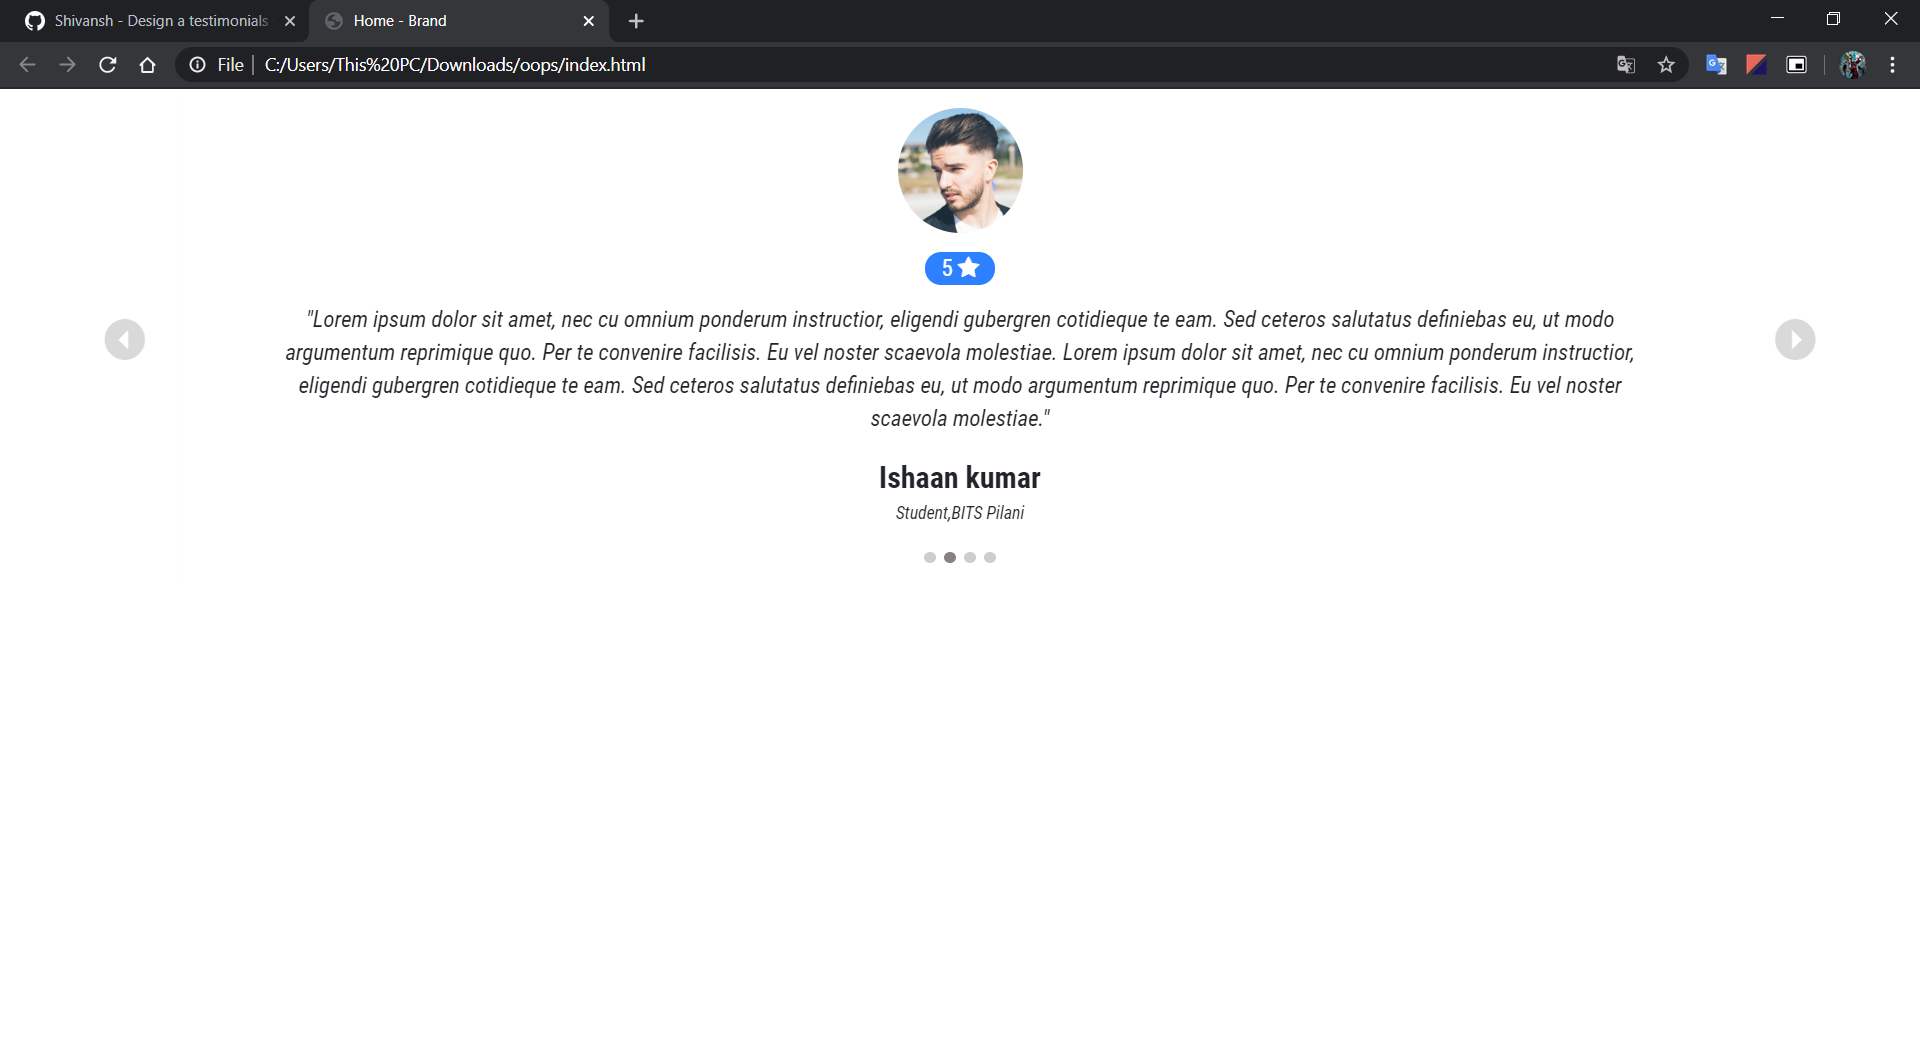 Shivansh - Design a testimonials
Home - Brand
File | C:/Users/This%20PC/Downloads/oops/index.html
5
"Lorem ipsum dolor sit amet, nec cu omnium ponderum instructior, eligendi gubergren cotidieque te eam. Sed ceteros salutatus definiebas eu, ut modo
argumentum reprimique quo. Per te convenire facilisis. Eu vel noster scaevola molestiae. Lorem ipsum dolor sit amet, nec cu omnium ponderum instructior,
eligendi gubergren cotidieque te eam. Sed ceteros salutatus definiebas eu, ut modo argumentum reprimique quo. Per te convenire facilisis. Eu vel noster
scaevola molestiae."
Ishaan kumar
Student,BITS Pilani